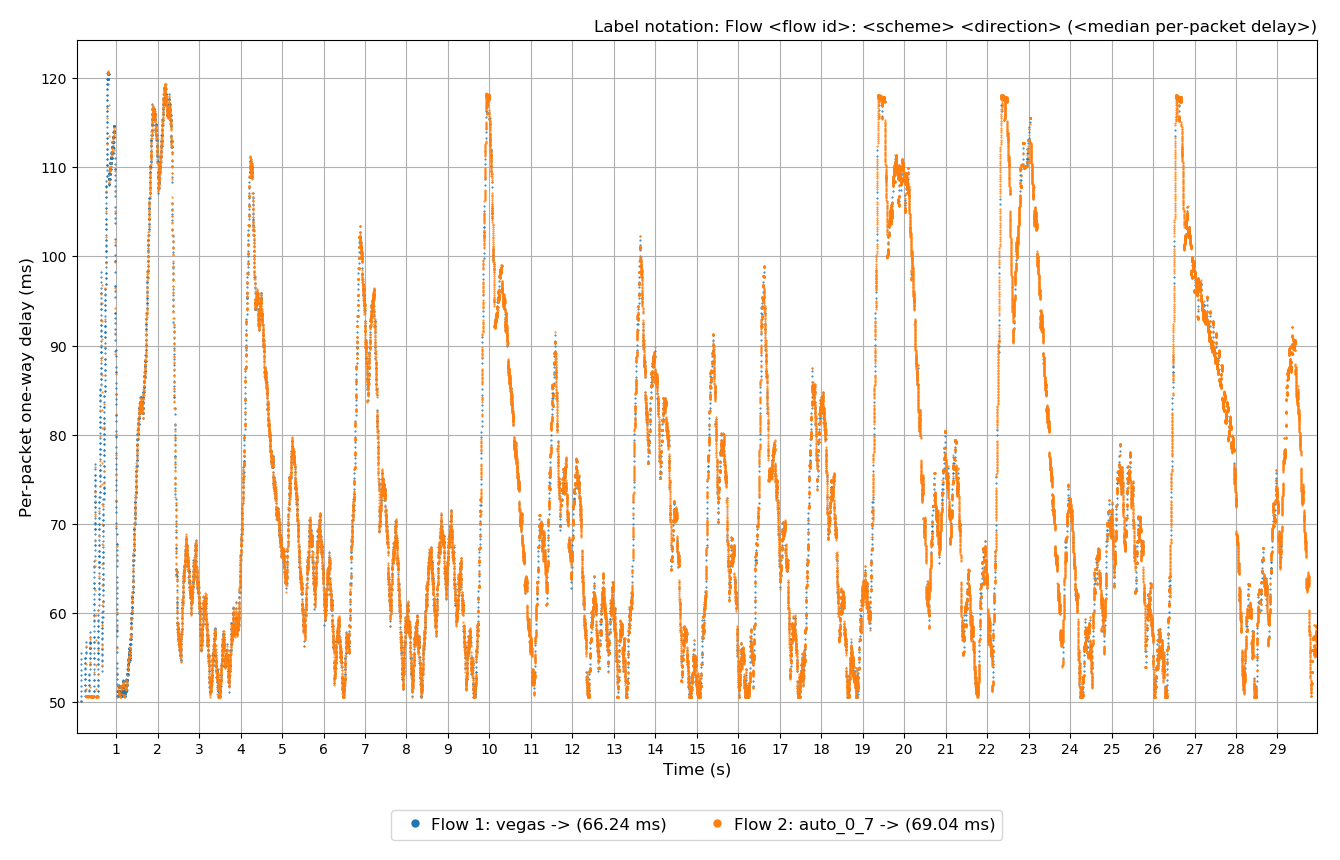 Label notation: Flow <flow id>: <scheme> <direction> (<median per-packet delay>)
Per-packet one-way delay (ms)
120
110
100
90
80
70
60
50
1 2 3 4 5 6 7 8 9 10 11 12 13 14 15 16 17 18 19 20 21 22 23 24 25 26 27 28 29
Time (s)
Flow 1: vegas -> (66.24 ms) Flow 2: auto_0_7 -> (69.04 ms)